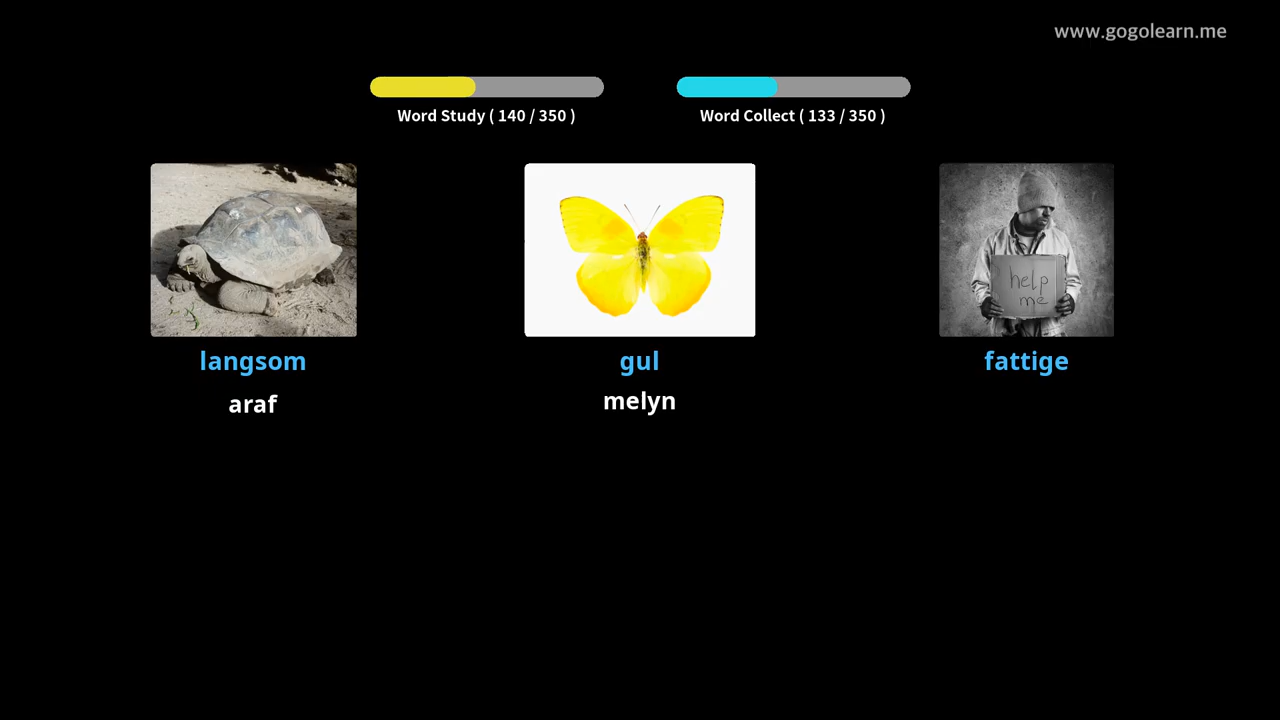 www.gogolearn.me
Word Study ( 140 / 350 )
Word Collect ( 133 / 350 )
help
me
langsom
gul
fattige
araf
melyn